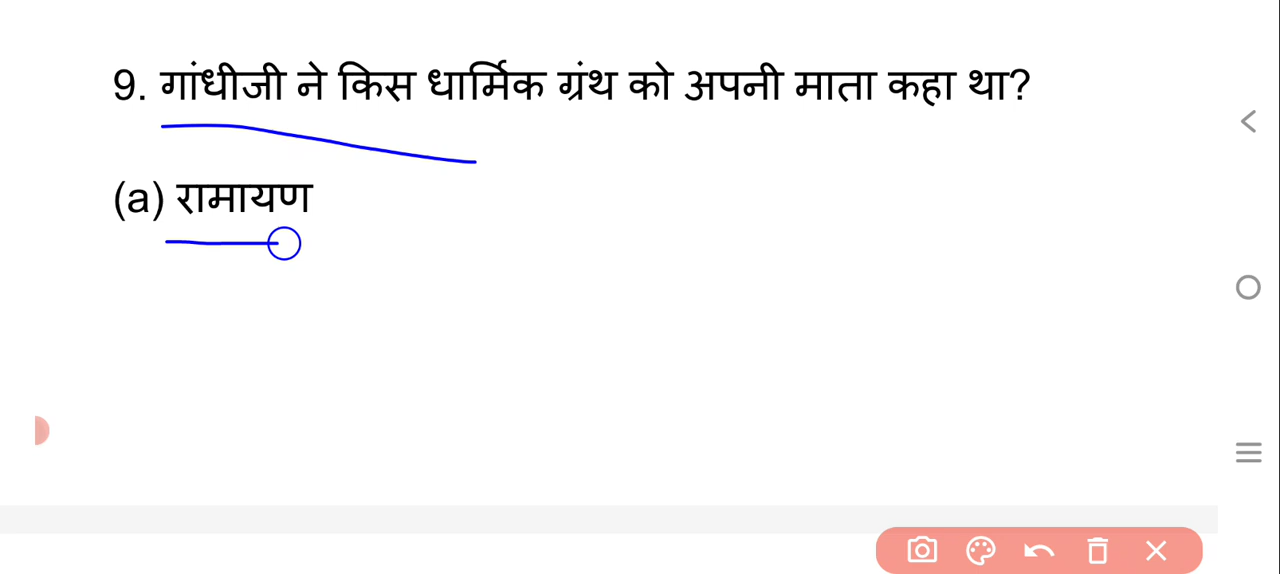 9. गांधीजी ने किस धार्मिक ग्रंथ को अपनी माता कहा था?
(a) रामायण